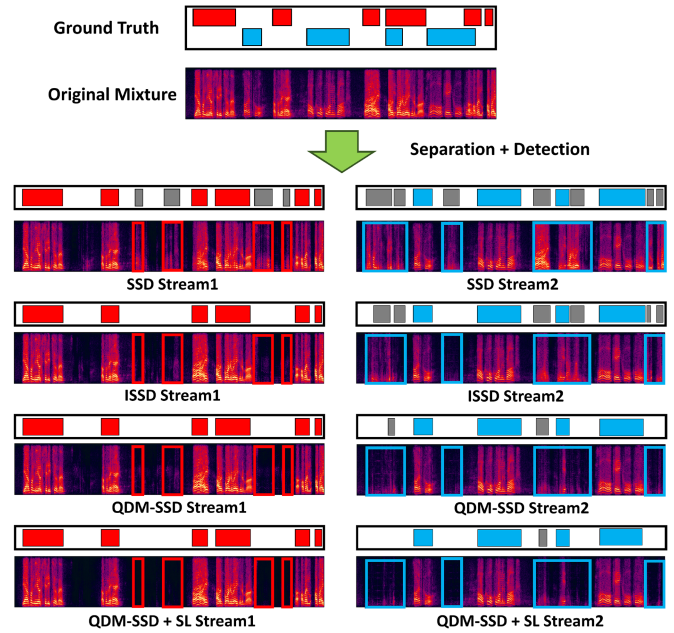 Ground Truth
Original Mixture
Separation + Detection
SSD Stream1
SSD Stream2
ISSD Stream1
ISSD Stream2
QDM-SSD Stream1
QDM-SSD Stream2
QDM-SSD + SL Stream1
QDM-SSD + SL Stream2